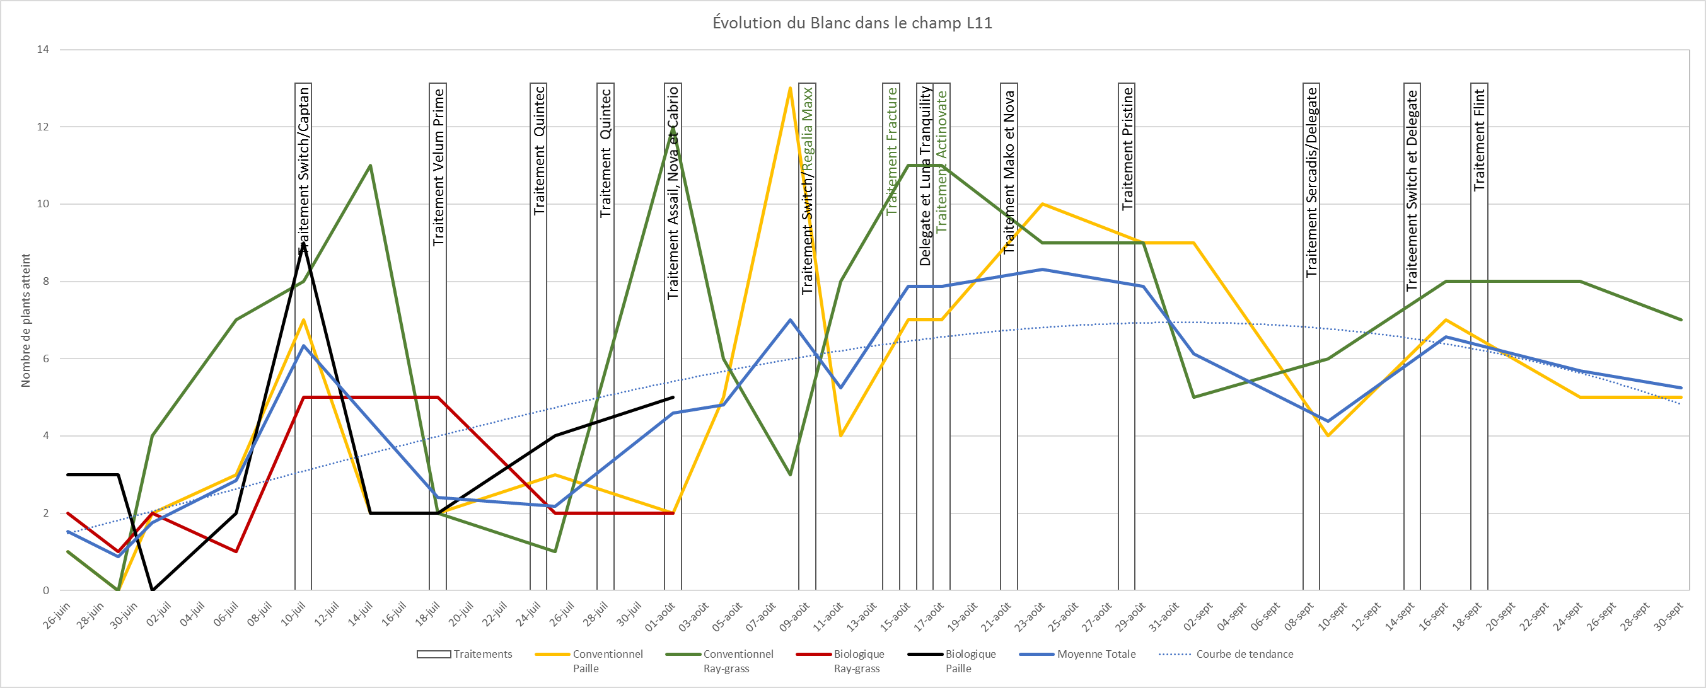 Évolution du Blanc dans le champ L11
Nombre de plants atteint
14
12
10
8
6
4
2
0
Traitement Switch/Captan
Traitement Velum Prime
Traitement Quintec
Traitement Quintec
Traitement Assail, Nova et Cabrio
Traitement Switch/Regalia Maxx
Traitement Fracture
Delegate et Luna Tranquility
Traitement Actinovate
Traitement Mako et Nova
Traitement Pristine
Traitement Sercadis/Delegate
Traiteement Switch et Delegate
Traitement Flint
26-juin
28-juin
30-juin
02-juil
04-juil
06-juil
08-juil
10-juil
12-juil
14-juil
16-juil
18-juil
20-juil
22-juil
24-juil
26-juil
28-juil
30-juil
01-août
03-août
05-août
07-août
09-août
11-août
13-août
15-août
17-août
19-août
21-août
23-août
25-août
27-août
29-août
31-août
02-sept
04-sept
06-sept
08-sept
10-sept
12-sept
14-sept
16-sept
18-sept
20-sept
22-sept
24-sept
26-sept
28-sept
30-sept
Traitements
Conventionnel
Paille
Conventionnel
Ray-grass
Biologique
Ray-grass
Biologique
Paille
Moyenne Totale
Courbe de tendance